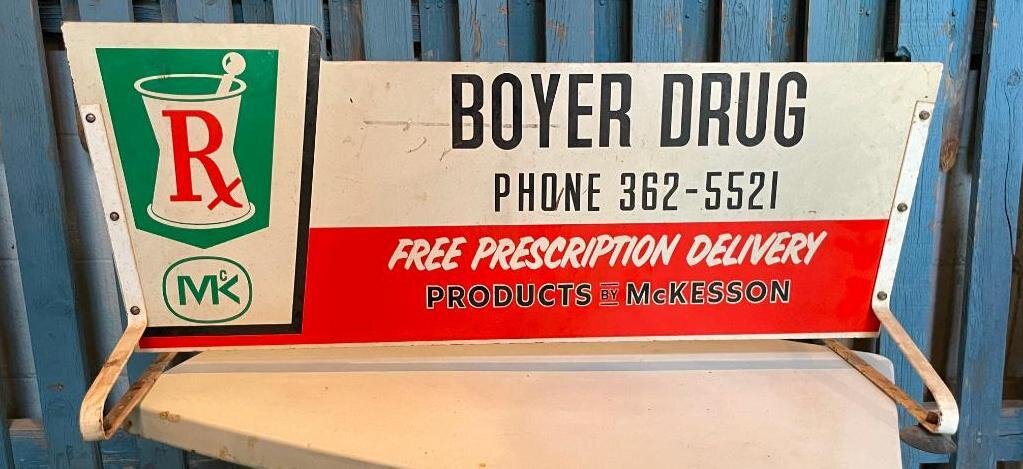 Rx
McK
BOYER DRUG
PHONE 362-5521
FREE PRESCRIPTION DELIVERY
PRODUCTS BY McKESSON